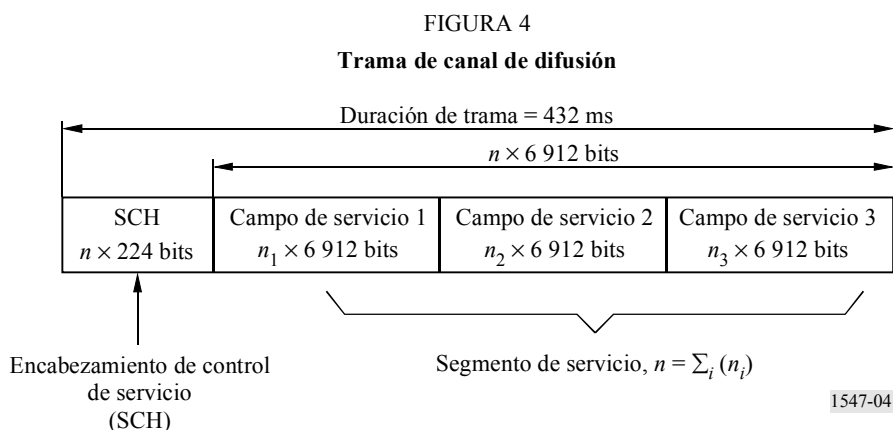 FIGURA 4
Trama de canal de difusión
Duración de trama = 432 ms
n × 6 912 bits
SCH
n × 224 bits
Campo de servicio 1
n1 × 6 912 bits
Campo de servicio 2
n2 × 6 912 bits
Campo de servicio 3
n3 × 6 912 bits
Encabezamiento de control
de servicio
(SCH)
Segmento de servicio, n = ∑i (ni)
1547-04